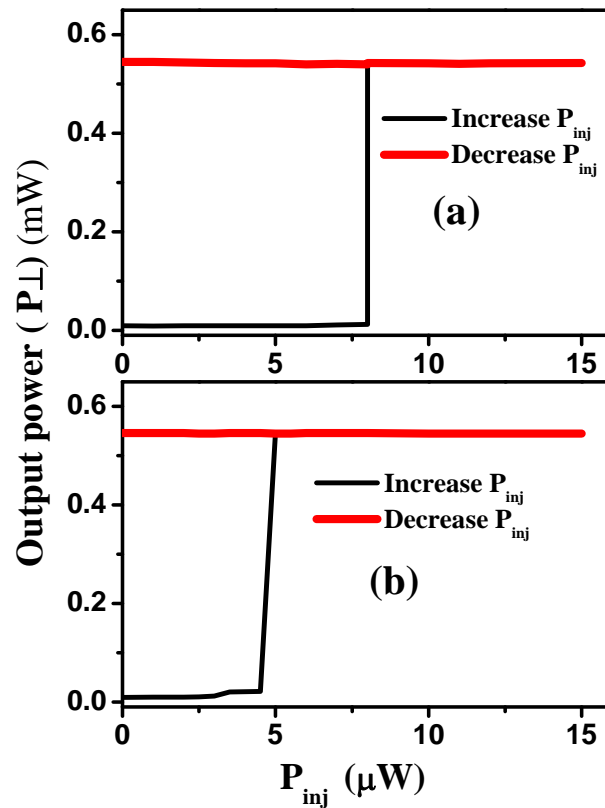 0.6
0.4
0.2
0.0
0
5
10
15
Increase P_inj
Decrease P_inj
(a)
Output power ( P⊥) (mW)
0.6
0.4
0.2
0.0
Increase P_inj
Decrease P_inj
(b)
0
5
10
15
P_inj (μW)